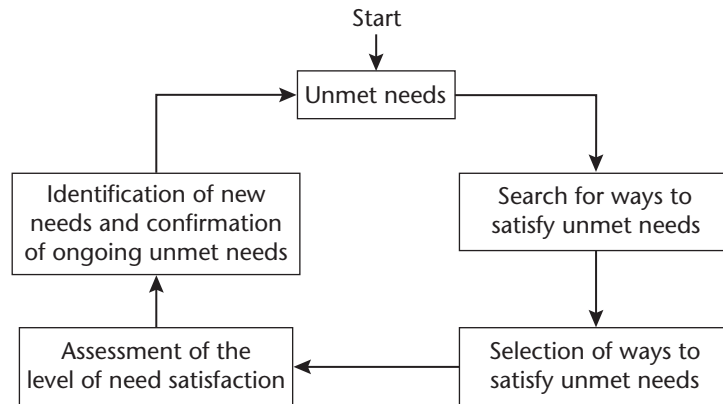 Start
Unmet needs
Search for ways to
satisfy unmet needs
Selection of ways to
satisfy unmet needs
Assessment of the
level of need satisfaction
Identification of new
needs and confirmation
of ongoing unmet needs